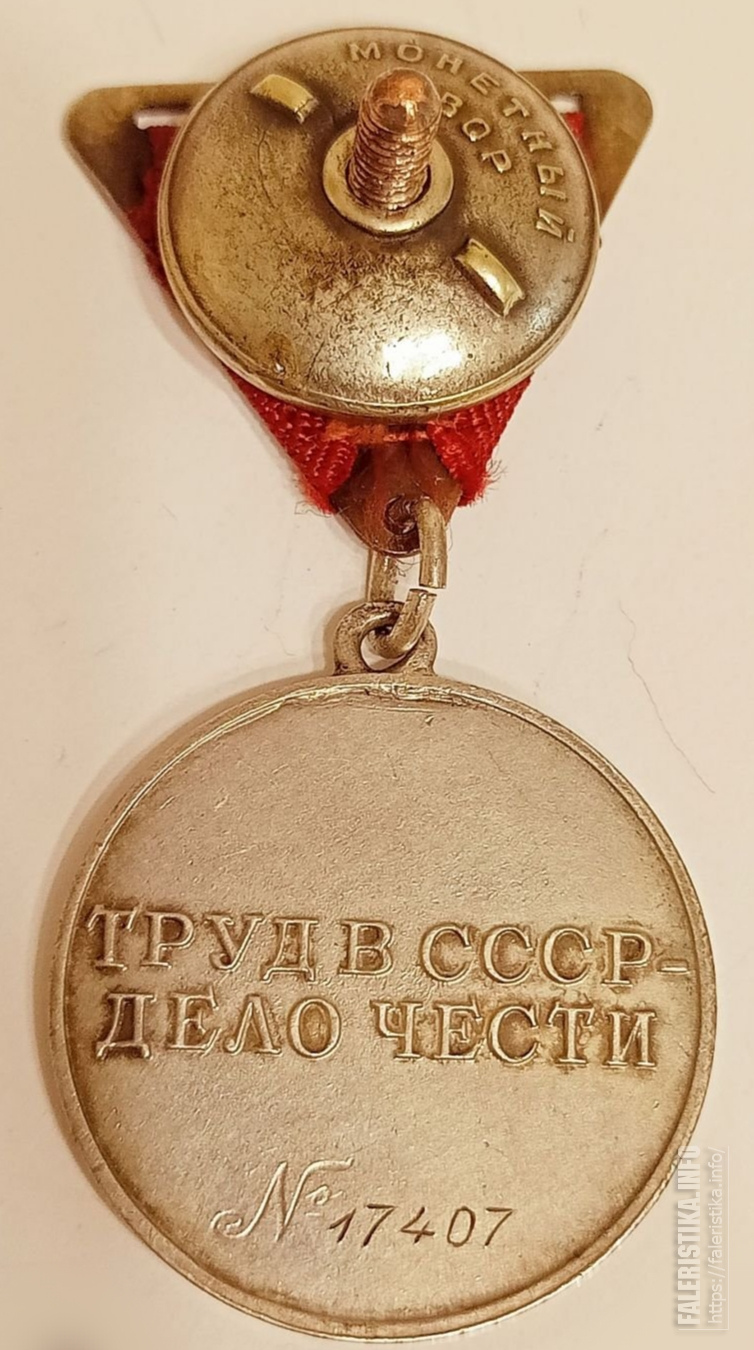 МОНЕТНЫЙ
ДВОР
ТРУД В СССР-
ДЕЛО ЧЕСТИ
№ 17407
FALERISTIKA.INFO
https://faleristika.info/